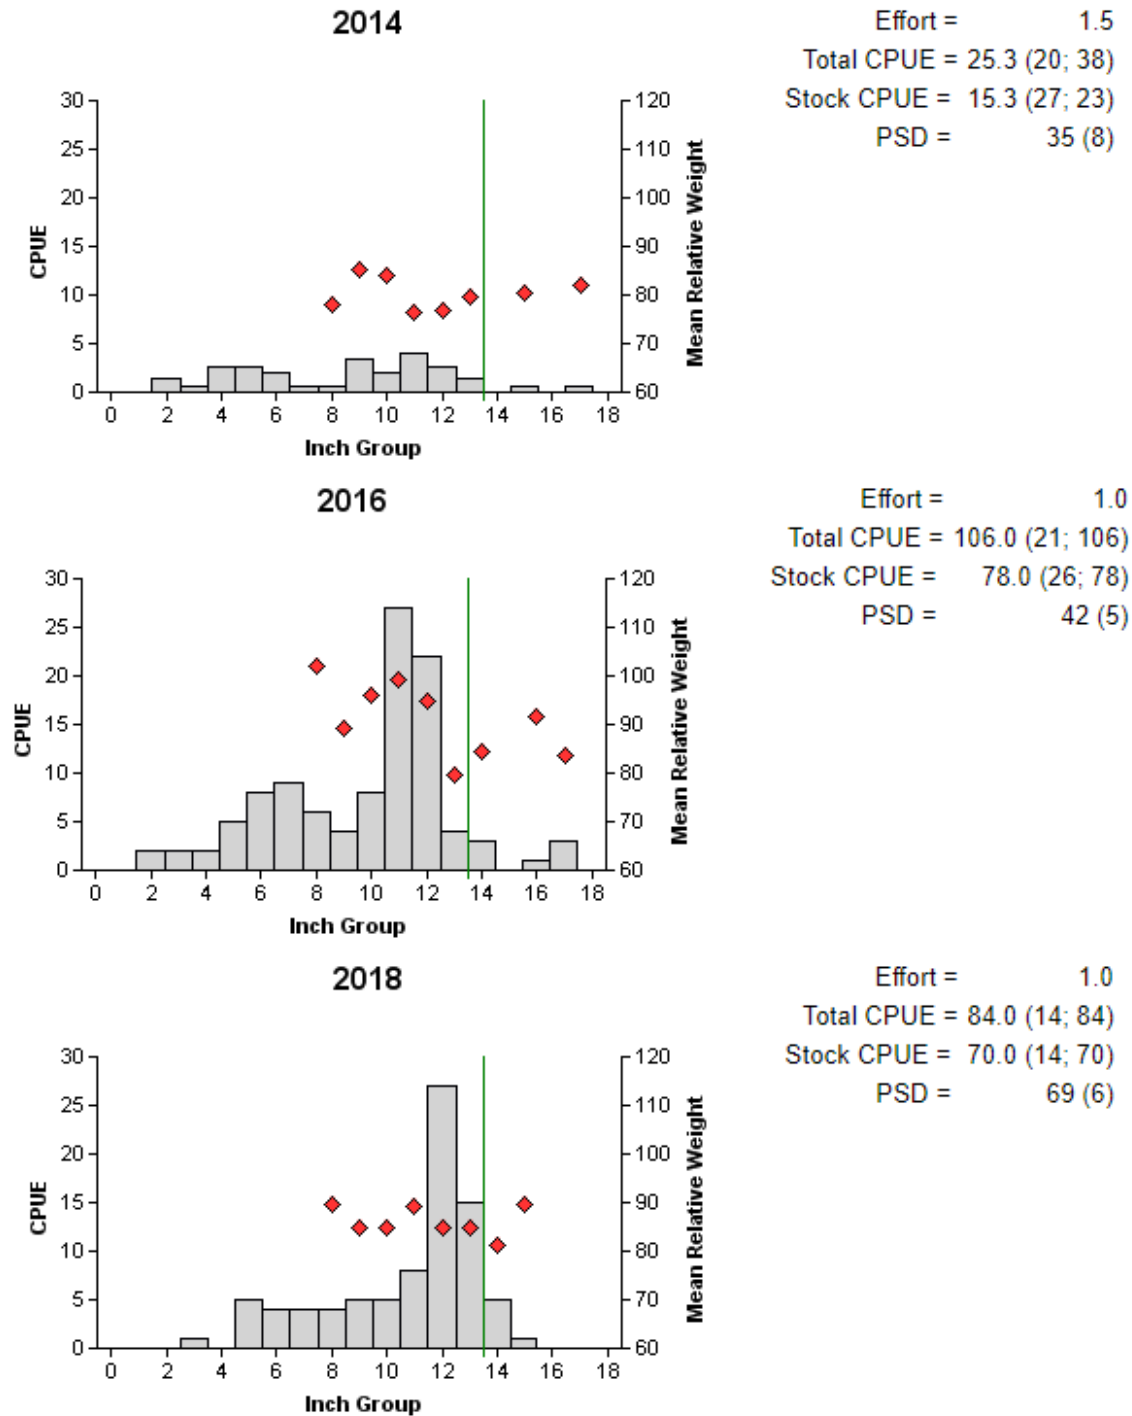 2014
Effort = 1.5
Total CPUE = 25.3 (20; 38)
Stock CPUE = 15.3 (27; 23)
PSD = 35 (8)
30 120
25 110
20 100
15 90
10 80
5 70
0 60
CPUE
Mean Relative Weight
0 2 4 6 8 10 12 14 16 18
Inch Group
2016
Effort = 1.0
Total CPUE = 106.0 (21; 106)
Stock CPUE = 78.0 (26; 78)
PSD = 42 (5)
30 120
25 110
20 100
15 90
10 80
5 70
0 60
CPUE
Mean Relative Weight
0 2 4 6 8 10 12 14 16 18
Inch Group
2018
Effort = 1.0
Total CPUE = 84.0 (14; 84)
Stock CPUE = 70.0 (14; 70)
PSD = 69 (6)
30 120
25 110
20 100
15 90
10 80
5 70
0 60
CPUE
Mean Relative Weight
0 2 4 6 8 10 12 14 16 18
Inch Group